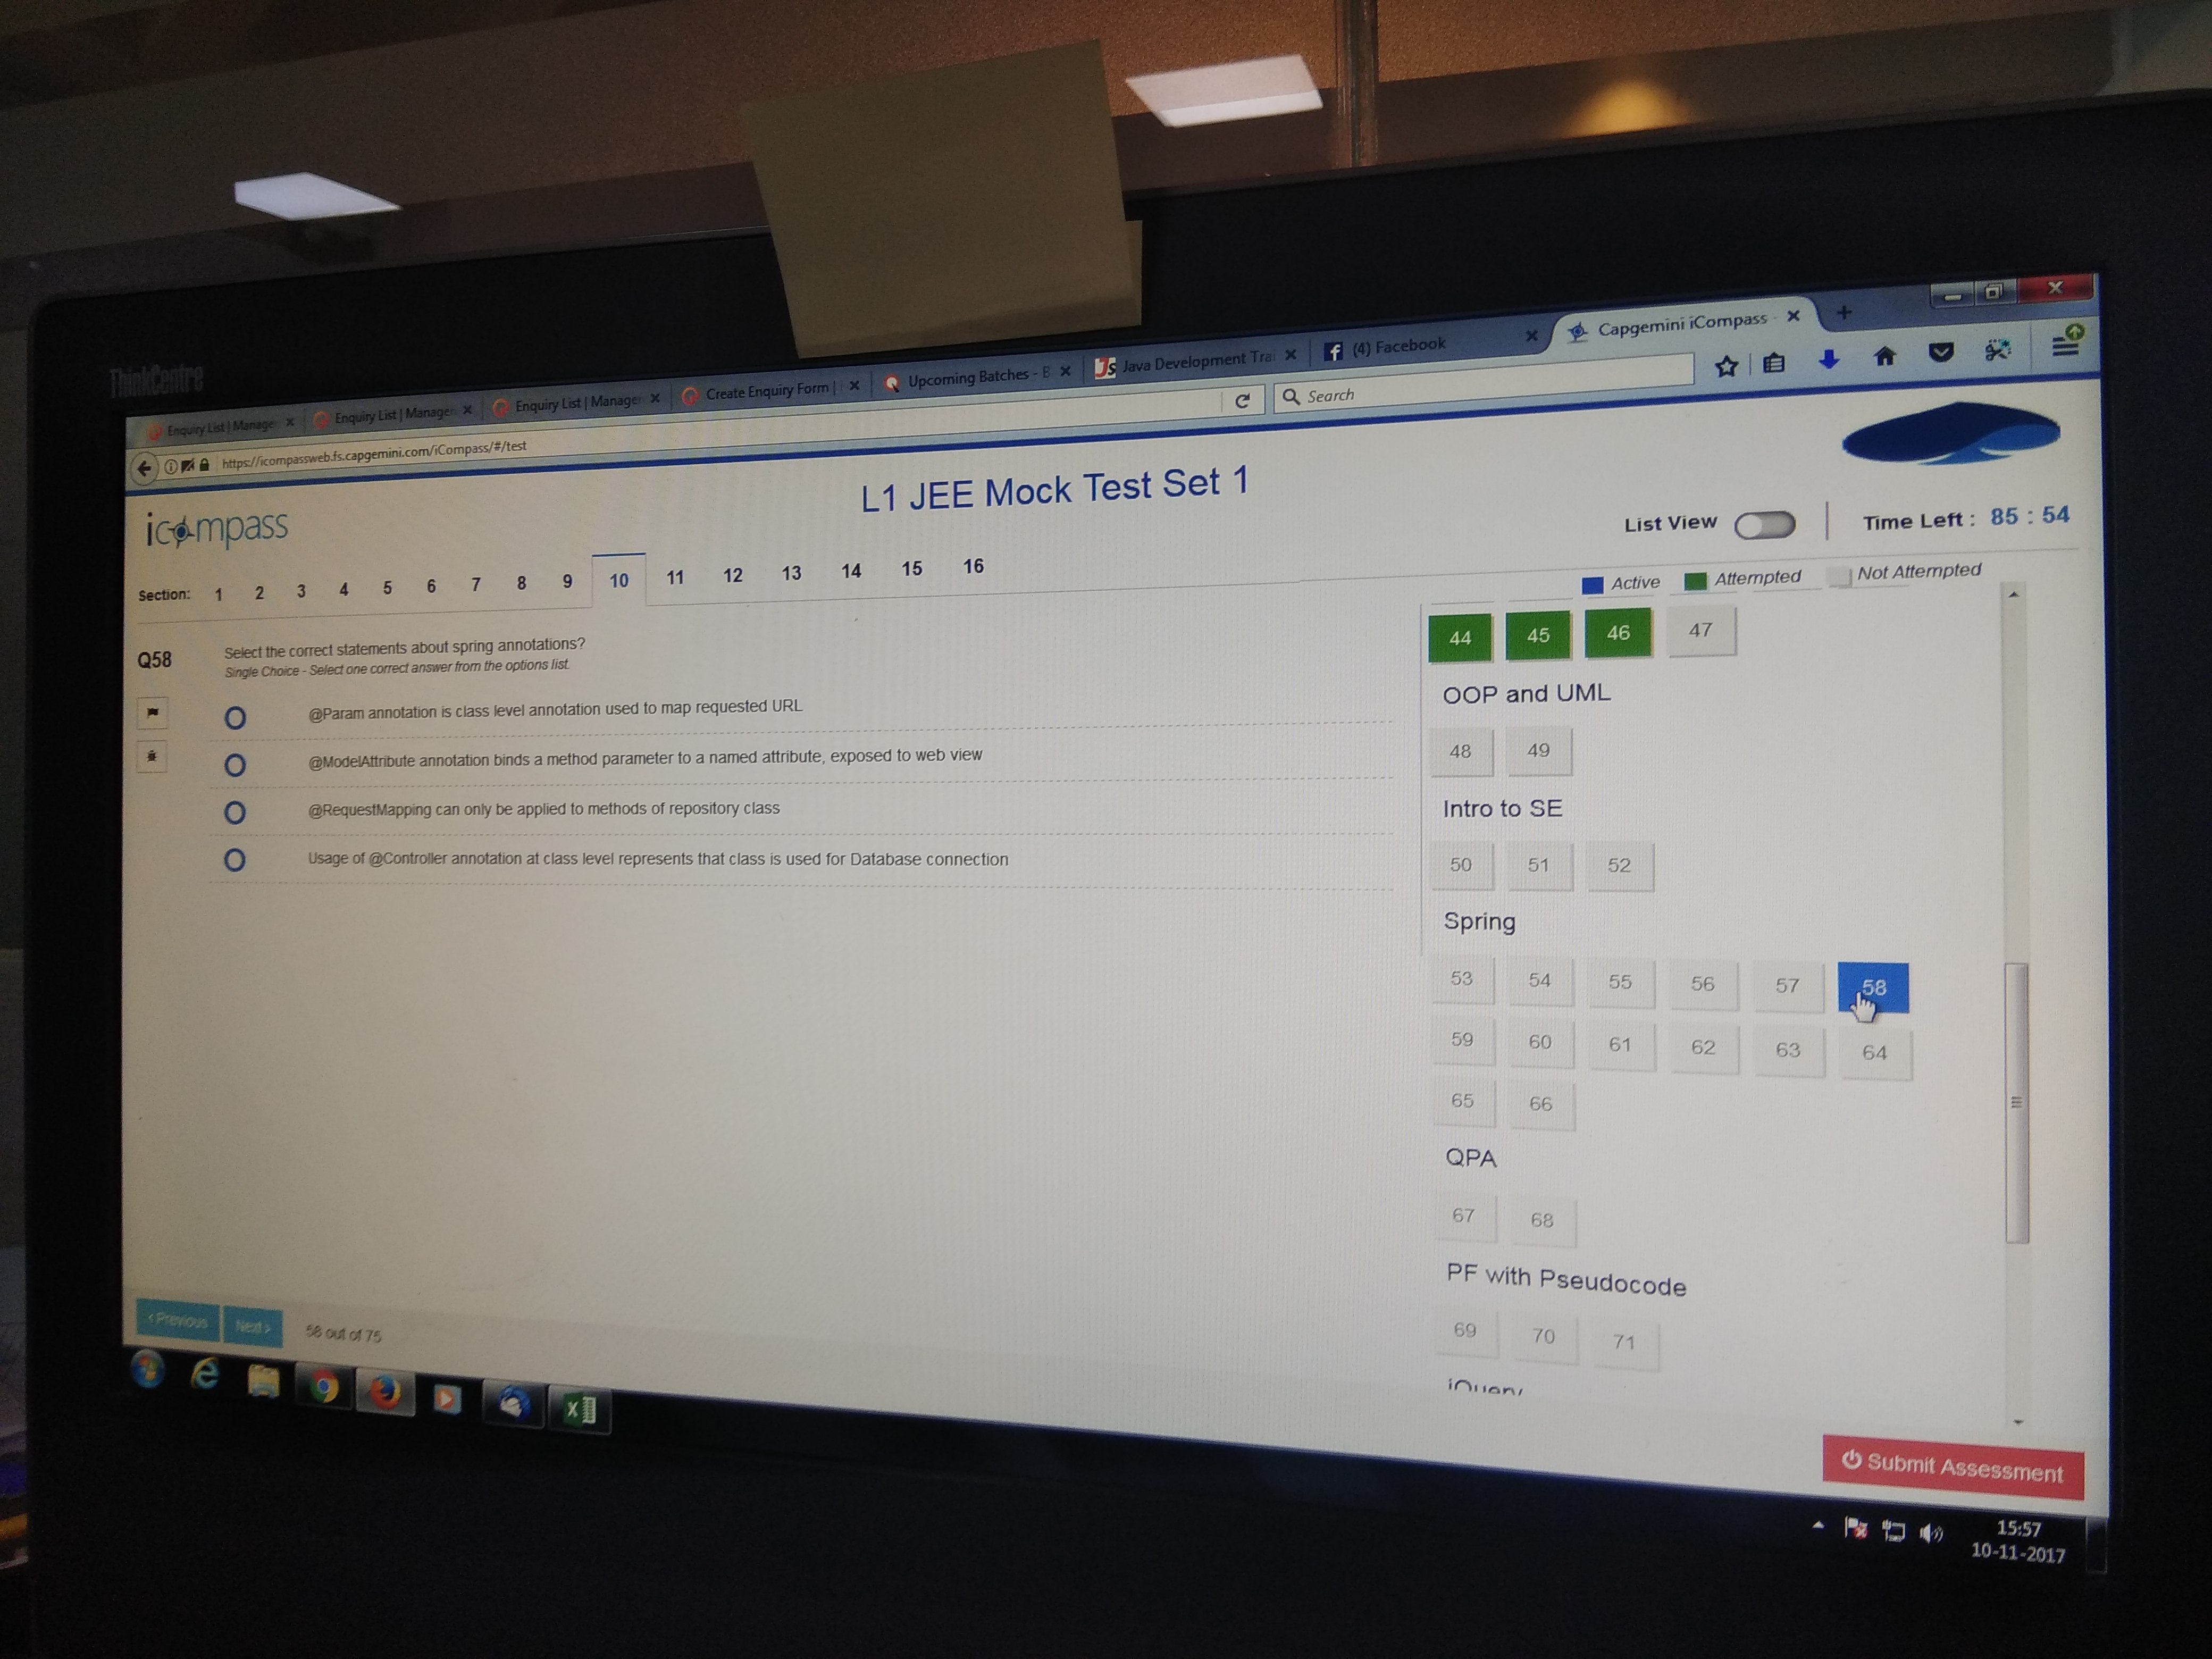 ThinkCentre
Enquiry List | Manage
Enquiry List | Manage
Enquiry List | Manage
Create Enquiry Form |
Upcoming Batches - B
Java Development Tra
(4) Facebook
Capgemini iCompass
https://icompassweb.fs.capgemini.com/iCompass/#/test
Search
icompass
L1 JEE Mock Test Set 1
List View
Time Left : 85 : 54
Section: 1 2 3 4 5 6 7 8 9 10 11 12 13 14 15 16
Active Attempted Not Attempted
Q58
Select the correct statements about spring annotations?
Single Choice - Select one correct answer from the options list.
@Param annotation is class level annotation used to map requested URL
@ModelAttribute annotation binds a method parameter to a named attribute, exposed to web view
@RequestMapping can only be applied to methods of repository class
Usage of @Controller annotation at class level represents that class is used for Database connection
44 45 46 47
OOP and UML
48 49
Intro to SE
50 51 52
Spring
53 54 55 56 57 58
59 60 61 62 63 64
65 66
QPA
67 68
PF with Pseudocode
69 70 71
jQuery
< Previous
Next >
58 out of 75
Submit Assessment
15:57
10-11-2017